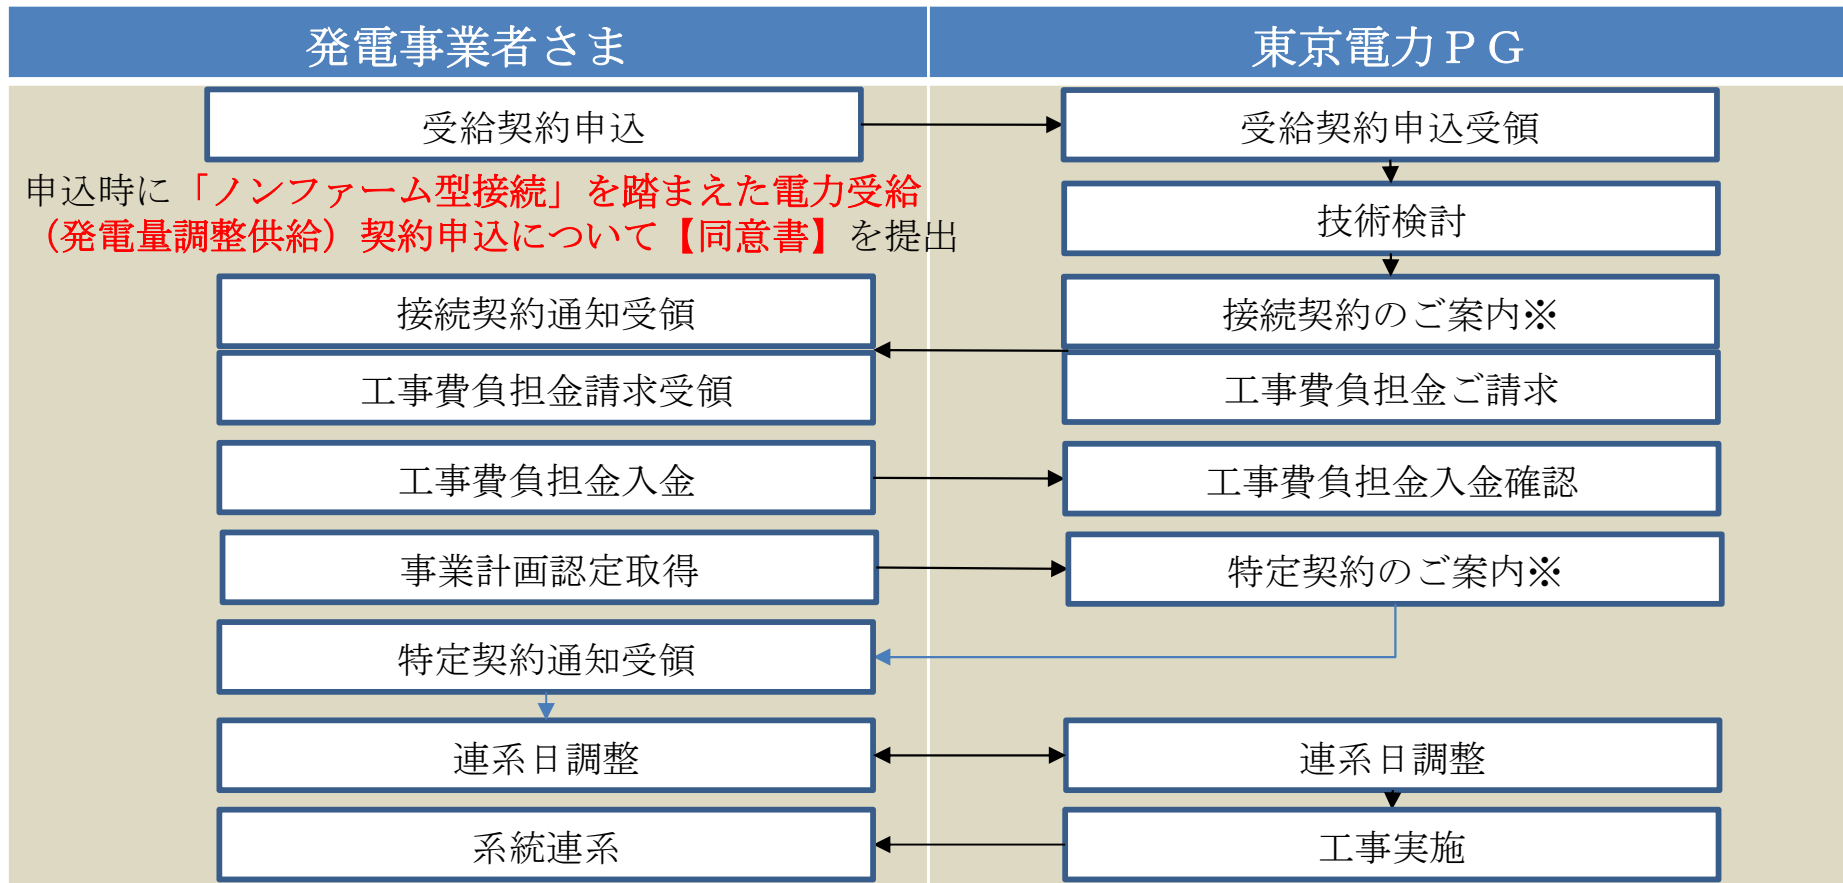 発電事業者さま
東京電力ＰＧ
受給契約申込
受給契約申込受領
申込時に「ノンファーム型接続」を踏まえた電力受給
（発電量調整供給）契約申込について【同意書】を提出
技術検討
接続契約通知受領
接続契約のご案内※
工事費負担金請求受領
工事費負担金ご請求
工事費負担金入金
工事費負担金入金確認
事業計画認定取得
特定契約のご案内※
特定契約通知受領
連系日調整
連系日調整
系統連系
工事実施